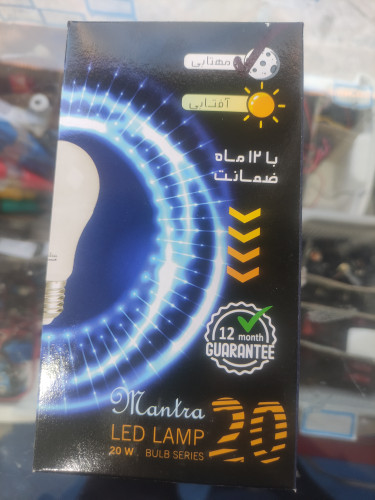 مهتابی
آفتابی
با ۱۲ ماه
ضمانت
12 month
GUARANTEE
Mantra
20
LED LAMP
20 W. BULB SERIES